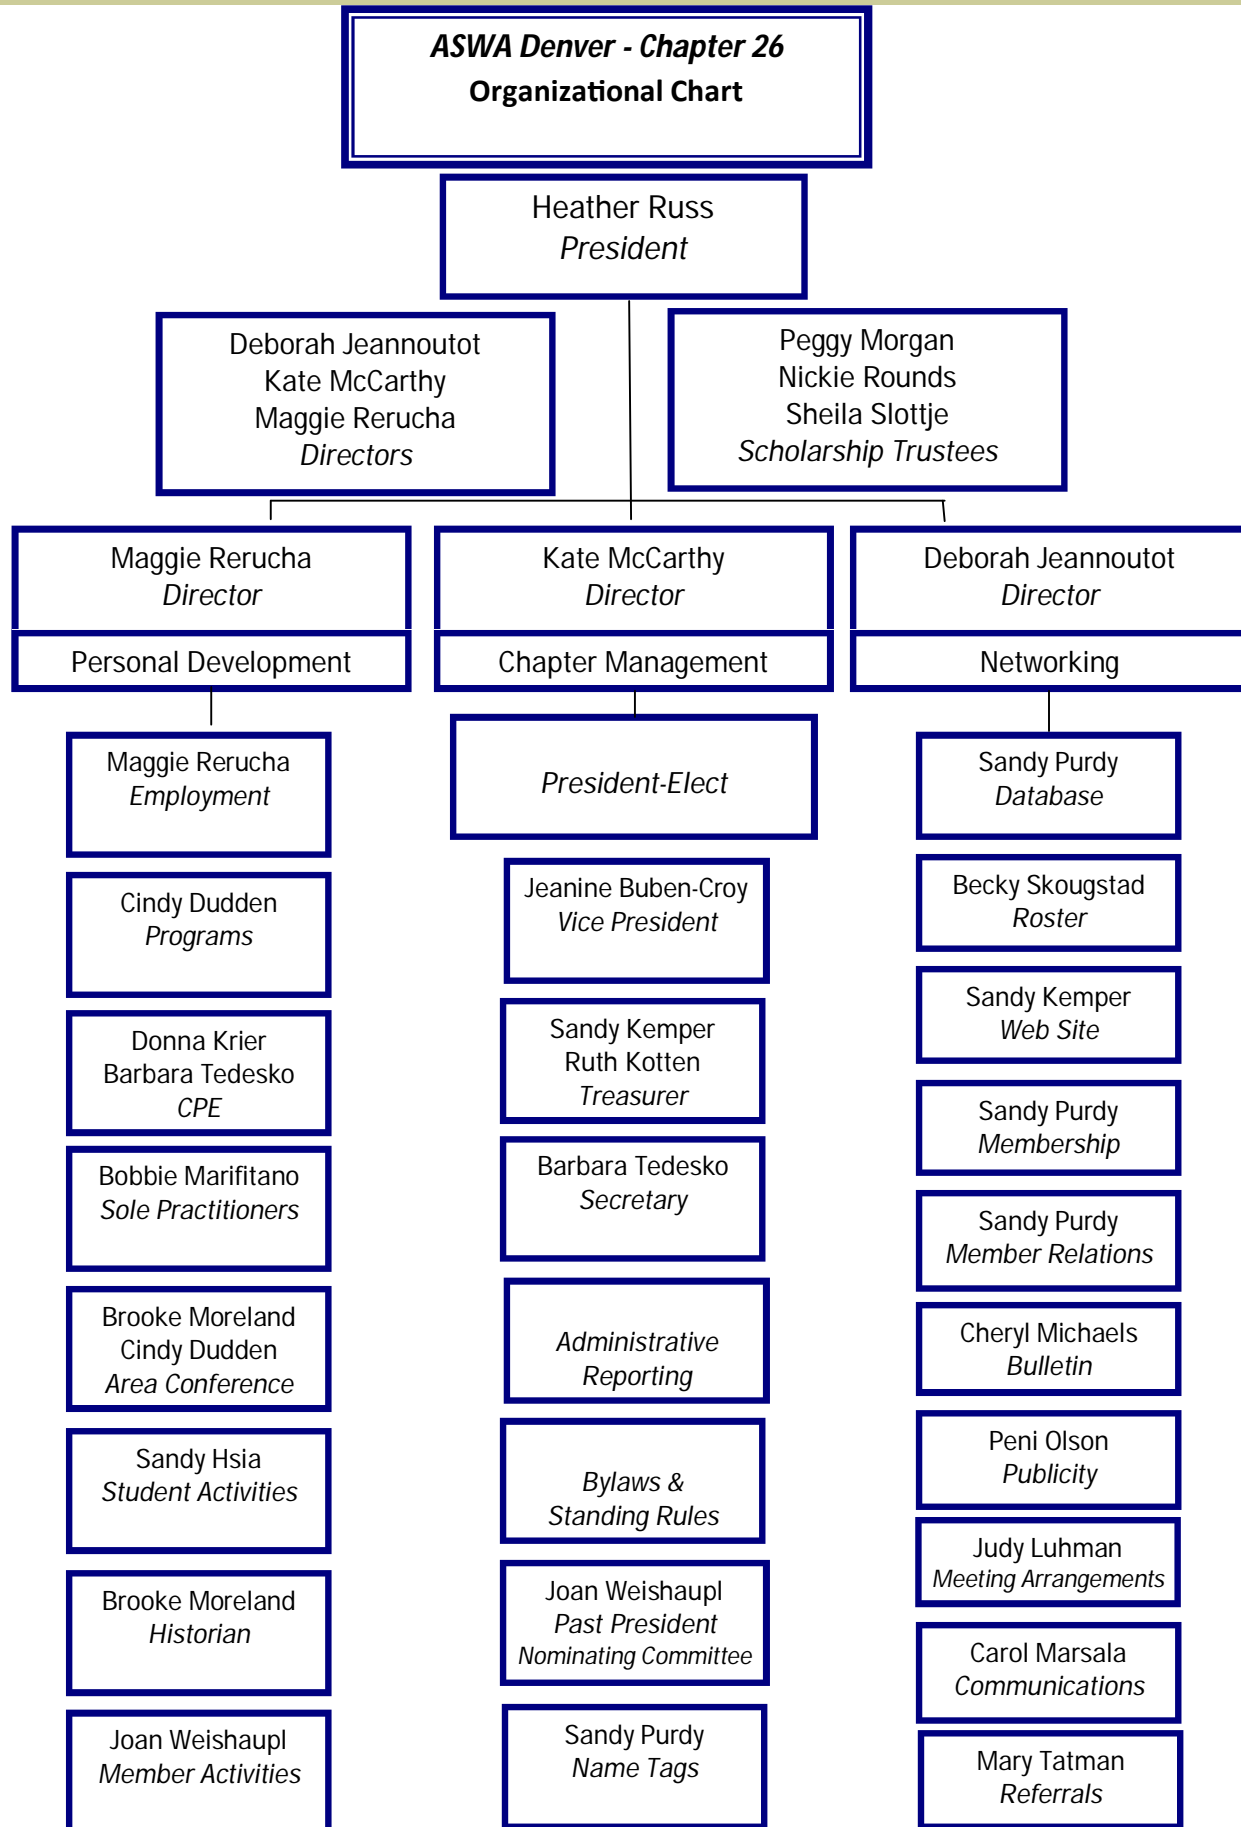 ASWA Denver - Chapter 26
Organizational Chart
Heather Russ
President
Deborah Jeannoutot
Kate McCarthy
Maggie Rerucha
Directors
Peggy Morgan
Nickie Rounds
Sheila Slottje
Scholarship Trustees
Maggie Rerucha
Director
Personal Development
Kate McCarthy
Director
Chapter Management
Deborah Jeannoutot
Director
Networking
Maggie Rerucha
Employment
Cindy Dudden
Programs
Donna Krier
Barbara Tedesko
CPE
Bobbie Marifitano
Sole Practitioners
Brooke Moreland
Cindy Dudden
Area Conference
Sandy Hsia
Student Activities
Brooke Moreland
Historian
Joan Weishaupl
Member Activities
President-Elect
Jeanine Buben-Croy
Vice President
Sandy Kemper
Ruth Kotten
Treasurer
Barbara Tedesko
Secretary
Administrative
Reporting
Bylaws &
Standing Rules
Joan Weishaupl
Past President
Nominating Committee
Sandy Purdy
Name Tags
Sandy Purdy
Database
Becky Skougstad
Roster
Sandy Kemper
Web Site
Sandy Purdy
Membership
Sandy Purdy
Member Relations
Cheryl Michaels
Bulletin
Peni Olson
Publicity
Judy Luhman
Meeting Arrangements
Carol Marsala
Communications
Mary Tatman
Referrals